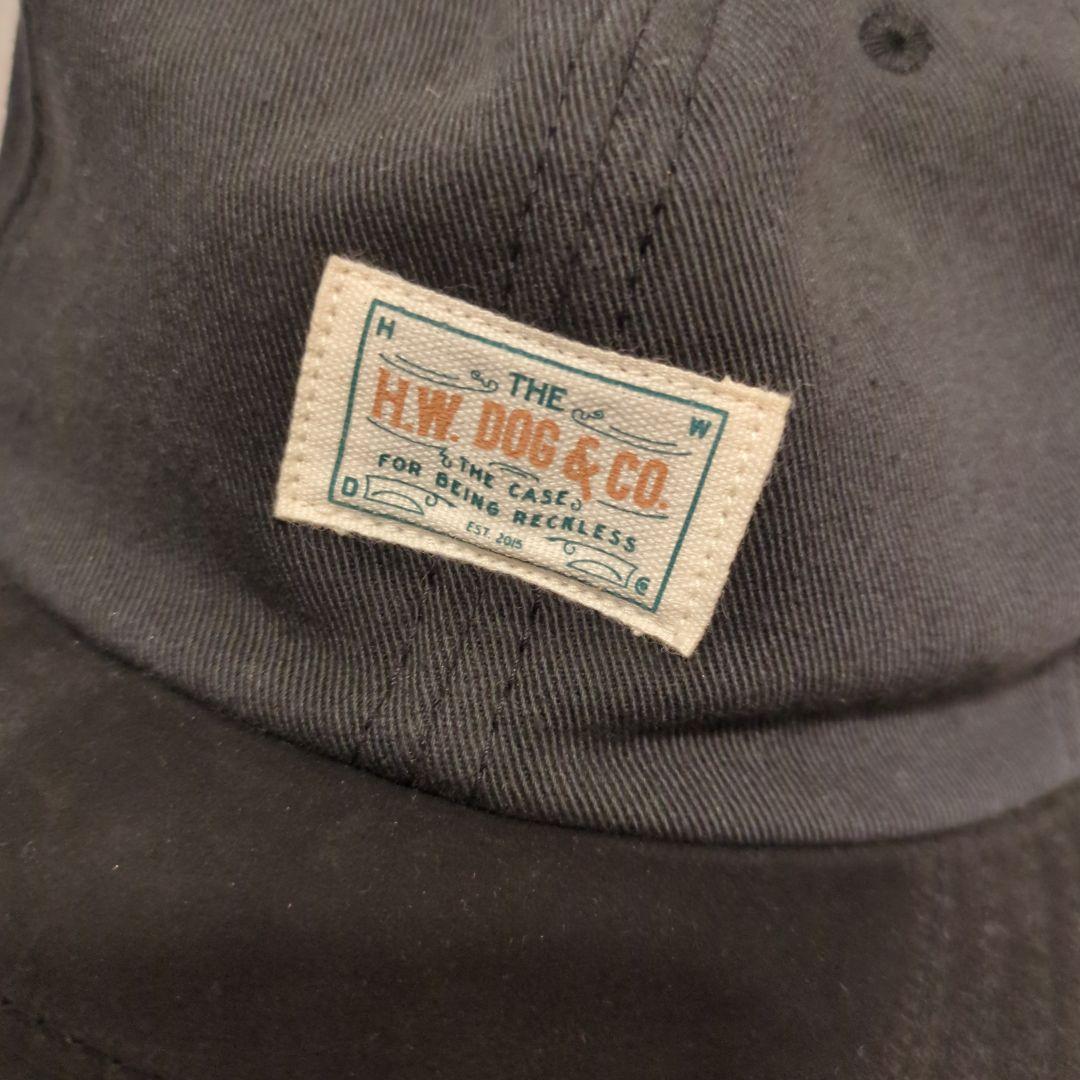 H W
THE
H.W. DOG & CO.
THE CASE
FOR BEING RECKLESS
EST. 2015
D G